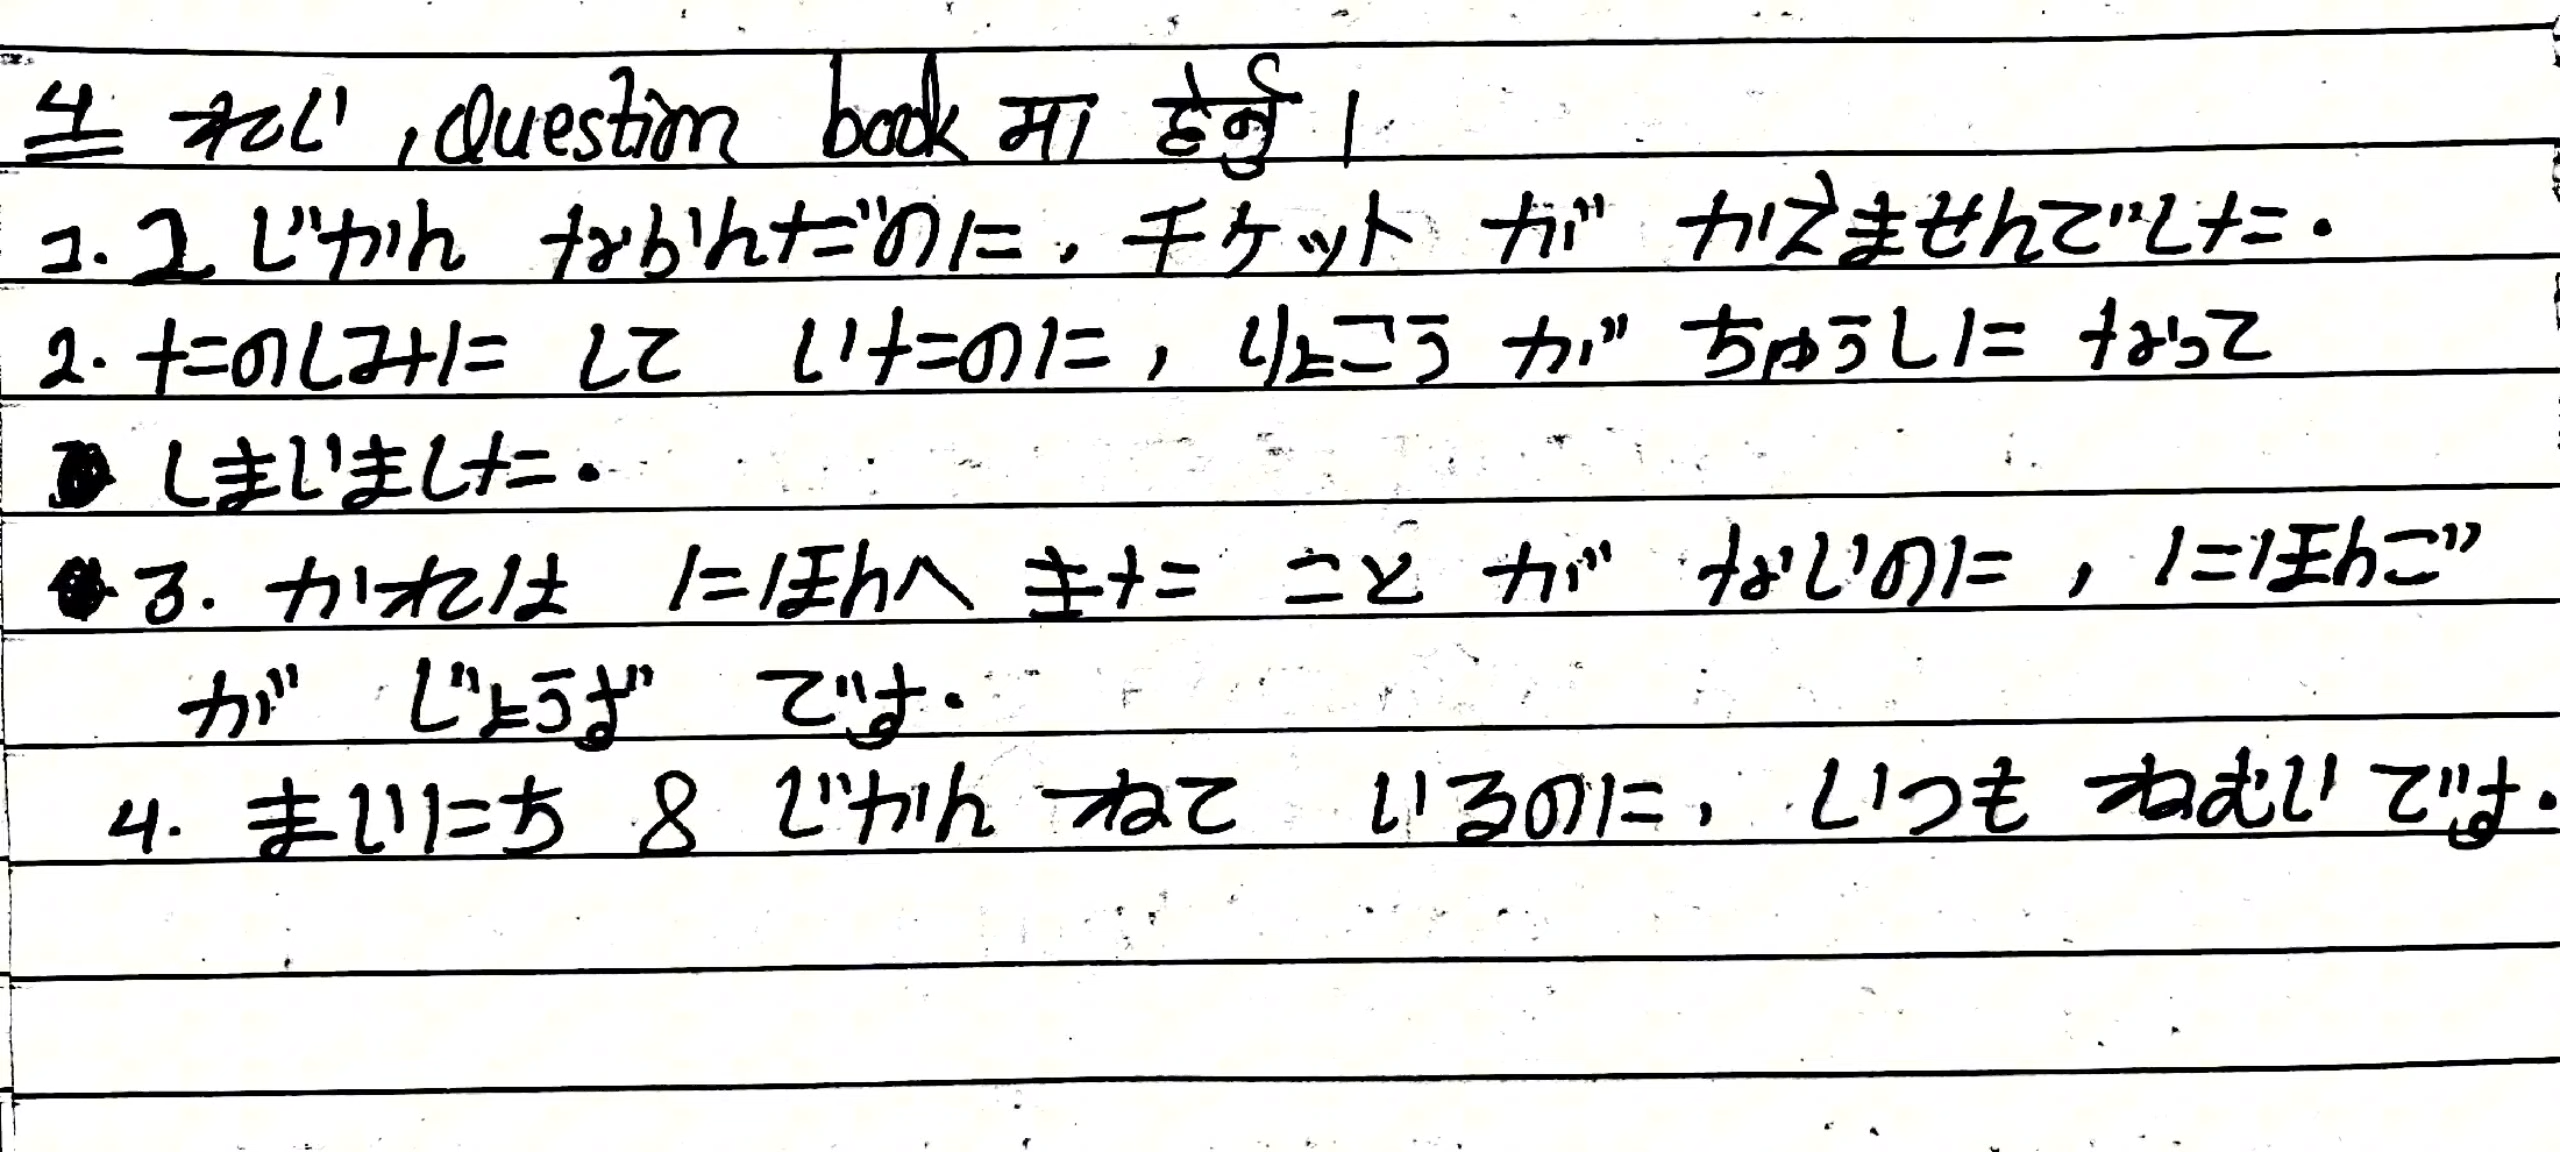 4 れい , Question book मा हेर्नु ।
1. 2 じかん ならんだのに, チケット が かえませんでした.
2. たのしみに して いたのに, りょこう が ちゅうしに なって
しまいました.
3. かれは にほんへ きた こと が ないのに, にほんご
が じょうず です.
4. まいにち 8 じかん ねて いるのに, いつも ねむい です.